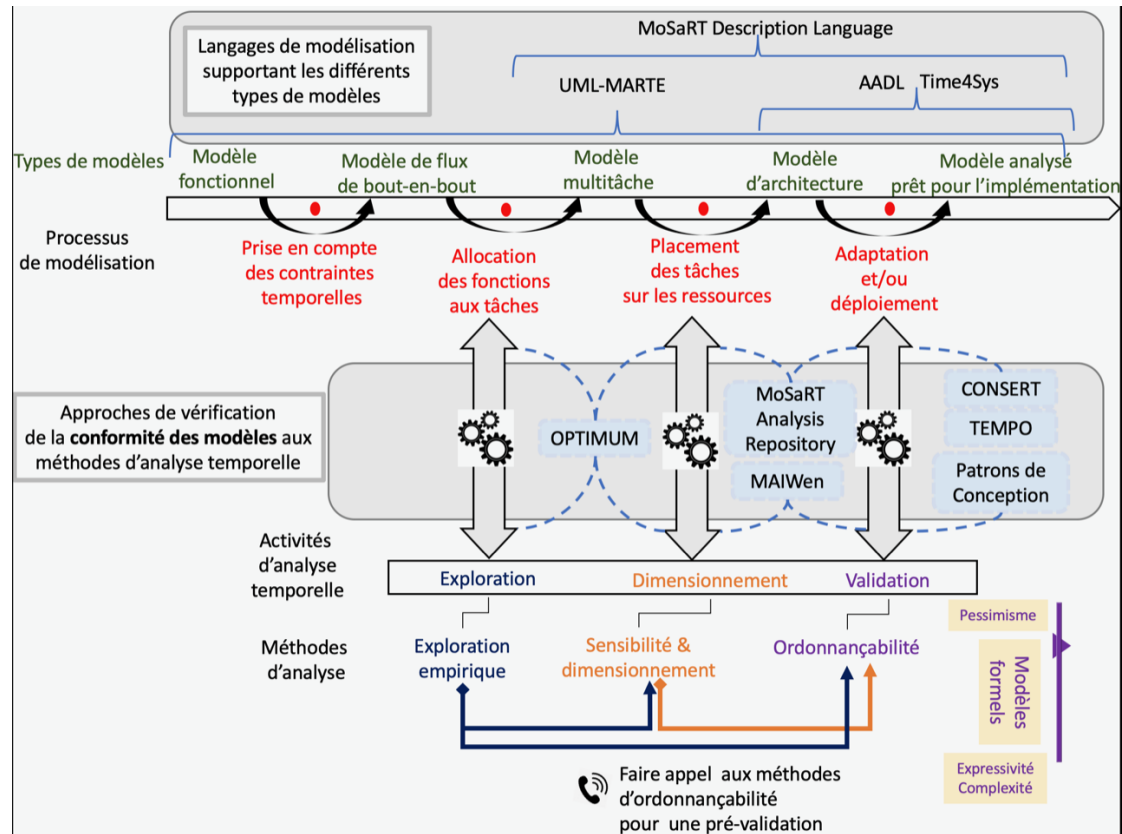 MoSaRT Description Language
Langages de modélisation
supportant les différents
types de modèles
UML-MARTE
AADL Time4Sys
Types de modèles
Modèle
fonctionnel
Modèle de flux
de bout-en-bout
Modèle
multitâche
Modèle
d'architecture
Modèle analysé
prêt pour l'implémentation
Processus
de modélisation
Prise en compte
des contraintes
temporelles
Allocation
des fonctions
aux tâches
Placement
des tâches
sur les ressources
Adaptation
et/ou
déploiement
Approches de vérification
de la conformité des modèles aux
méthodes d'analyse temporelle
OPTIMUM
MoSaRT
Analysis
Repository
MAIWen
CONSERT
TEMPO
Patrons de
Conception
Activités
d'analyse
temporelle
Exploration
Dimensionnement
Validation
Méthodes
d'analyse
Exploration
empirique
Sensibilité &
dimensionnement
Ordonnançabilité
Pessimisme
Modèles
formels
Expressivité
Complexité
Faire appel aux méthodes
d'ordonnançabilité
pour une pré-validation